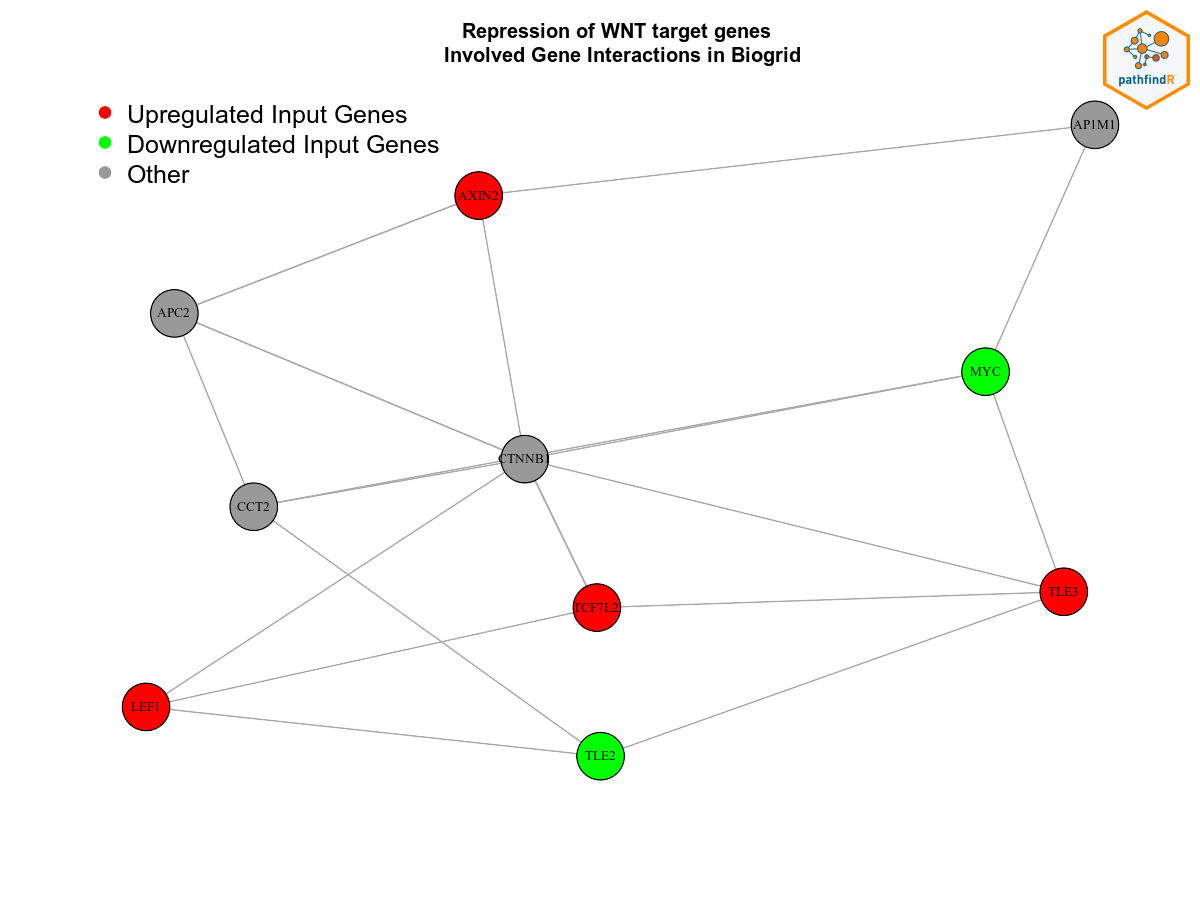 Repression of WNT target genes
Involved Gene Interactions in Biogrid
pathfindR
Upregulated Input Genes
Downregulated Input Genes
Other
AP1M1
AXIN2
APC2
MYC
CTNNB1
CCT2
TLE3
TCF7L2
LEF1
TLE2